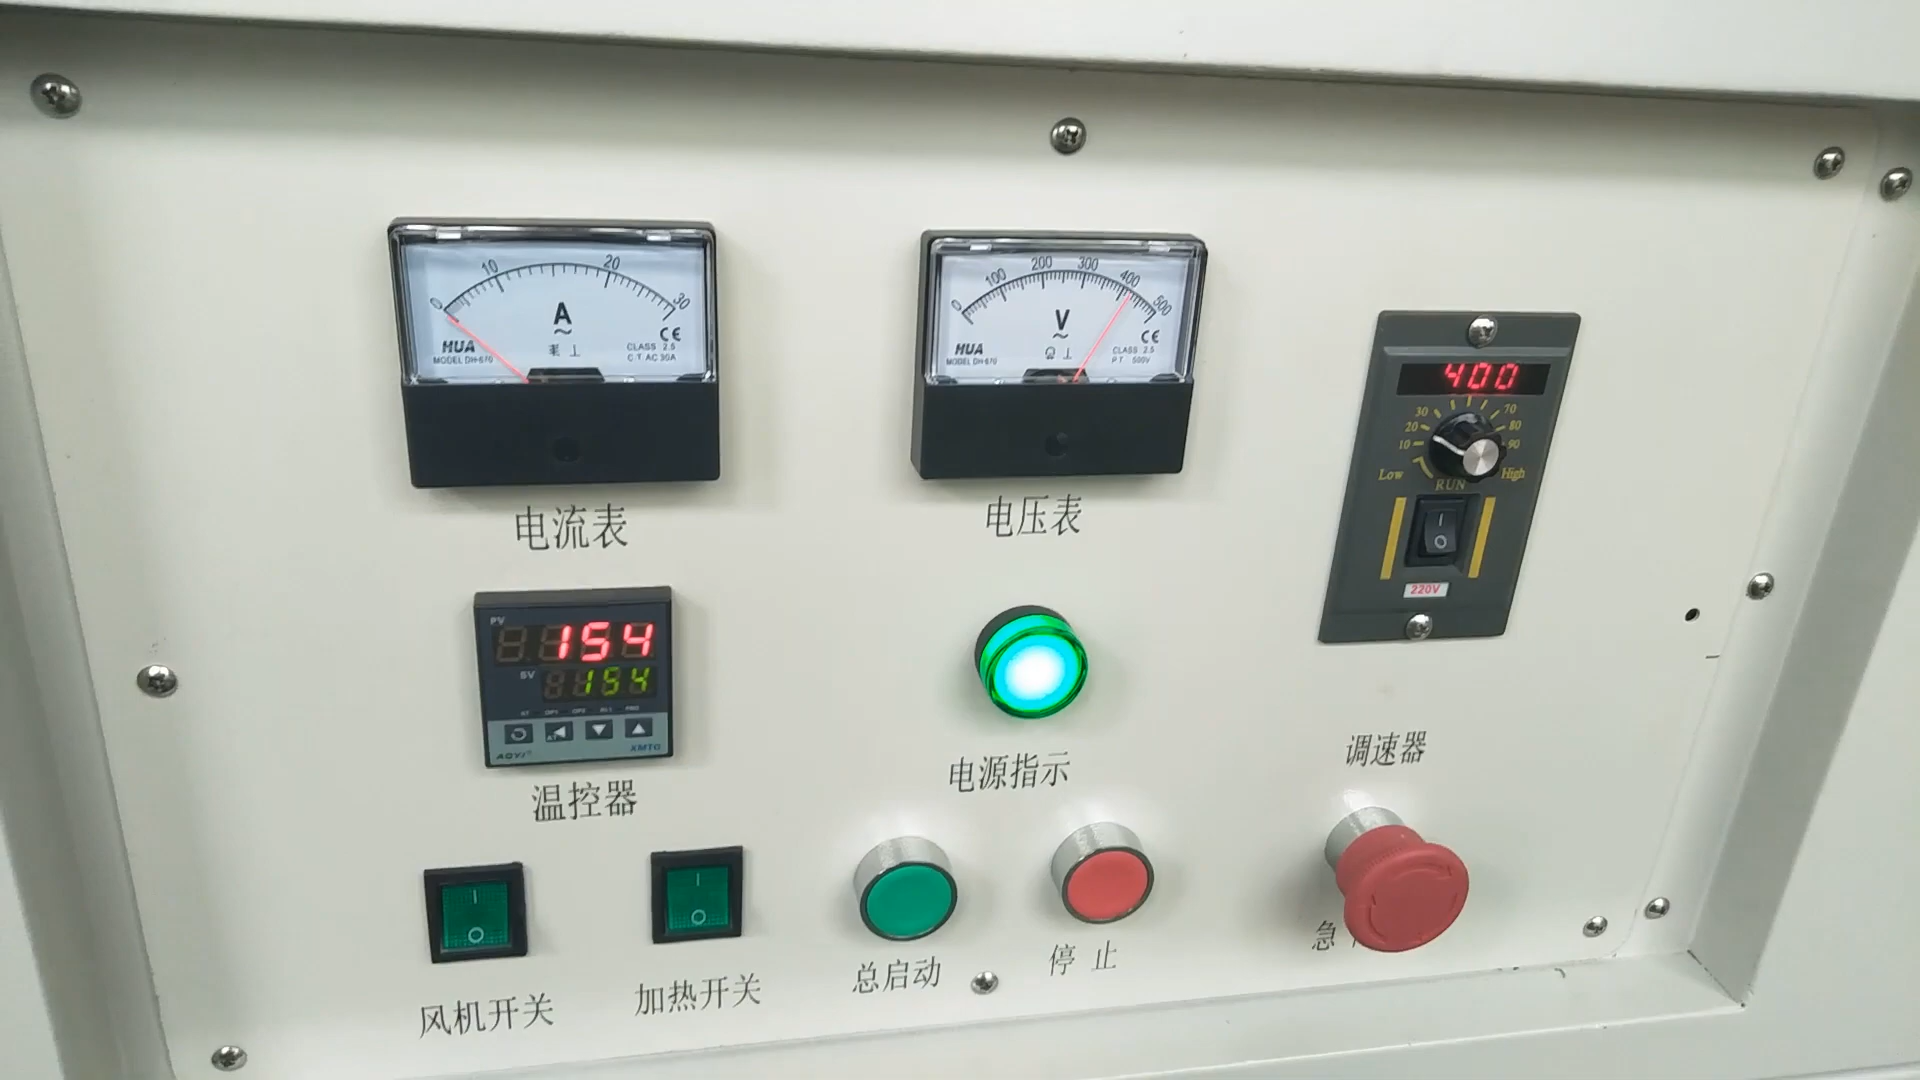 0 10 20 30
A
~
HUA
MODEL DH-670
CE
CLASS 2.5
C.T. AC 30A
电流表
0 100 200 300 400 500
V
~
HUA
MODEL DH-670
CE
CLASS 2.5
P.T. 500V
电压表
400
10 20 30 70 80 90
Low High
RUN
I
O
220V
调速器
PV
154
SV
154
AT
XMTG
温控器
电源指示
I
O
风机开关
I
O
加热开关
总启动
停止
急